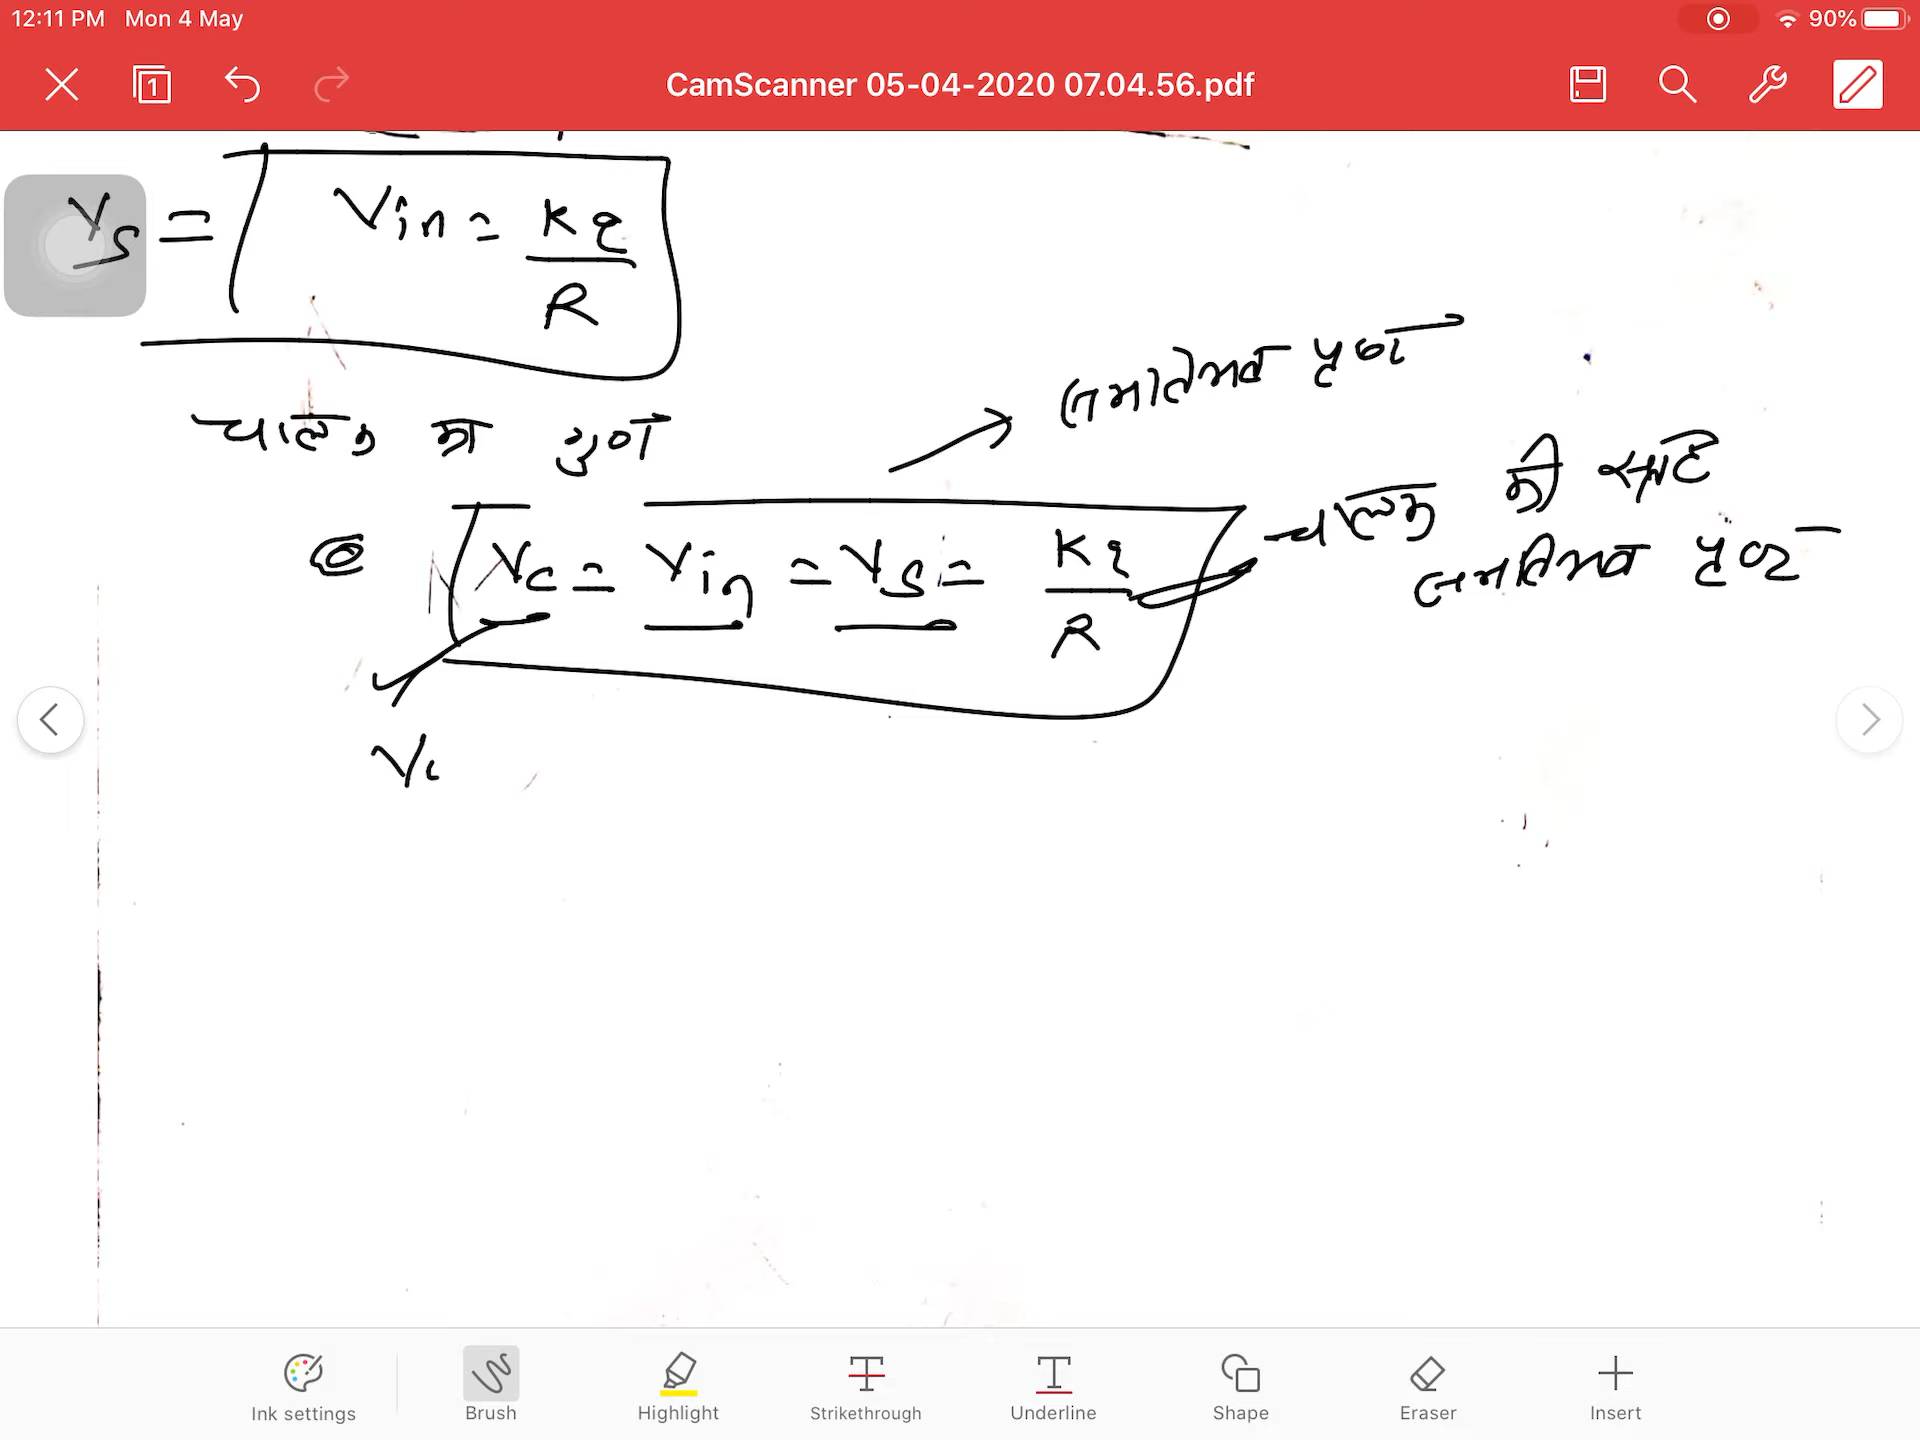 12:11 PM Mon 4 May
90%
1
CamScanner 05-04-2020 07.04.56.pdf
Vs = Vin = Kq/R
चालक का गुण
समविभव पृष्ठ
Vc = Vin = Vs = Kq/R
चालक की सतह
समविभव पृष्ठ
Vc
Ink settings
Brush
Highlight
Strikethrough
Underline
Shape
Eraser
Insert